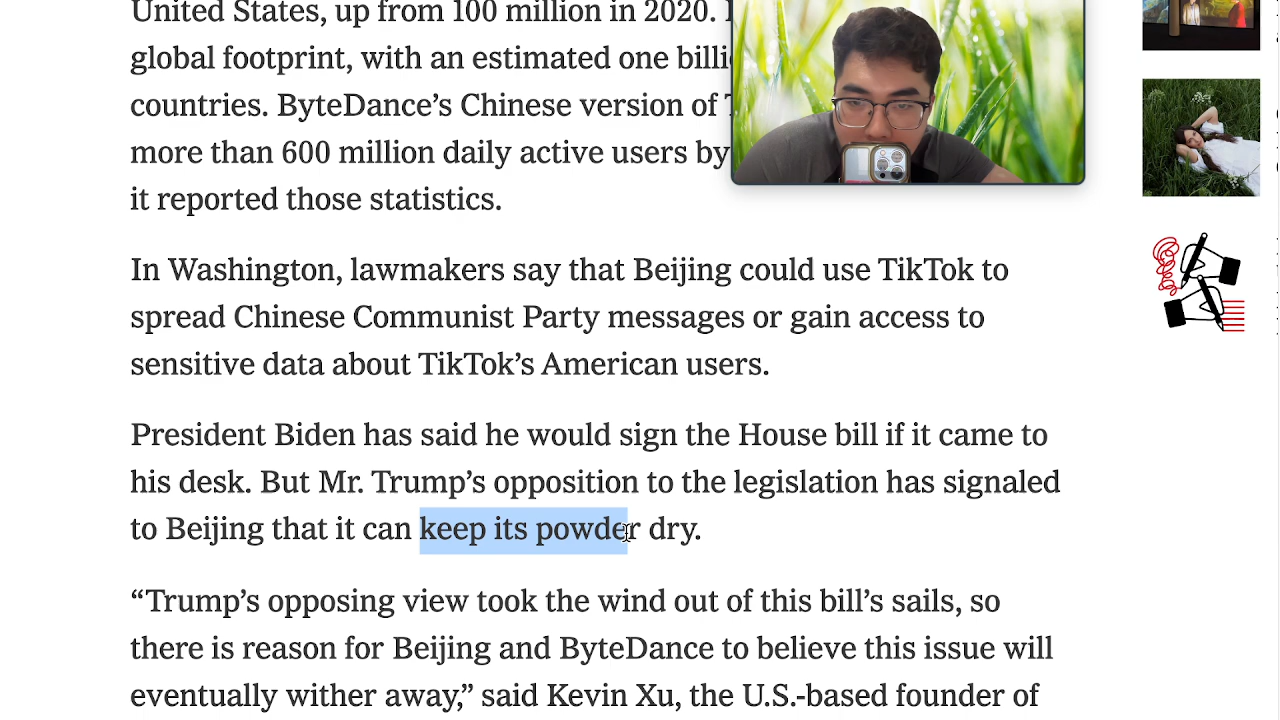 United States, up from 100 million in 2020.
global footprint, with an estimated one billi
countries. ByteDance’s Chinese version of T
more than 600 million daily active users by
it reported those statistics.
In Washington, lawmakers say that Beijing could use TikTok to
spread Chinese Communist Party messages or gain access to
sensitive data about TikTok’s American users.
President Biden has said he would sign the House bill if it came to
his desk. But Mr. Trump’s opposition to the legislation has signaled
to Beijing that it can keep its powder dry.
“Trump’s opposing view took the wind out of this bill’s sails, so
there is reason for Beijing and ByteDance to believe this issue will
eventually wither away,” said Kevin Xu, the U.S.-based founder of